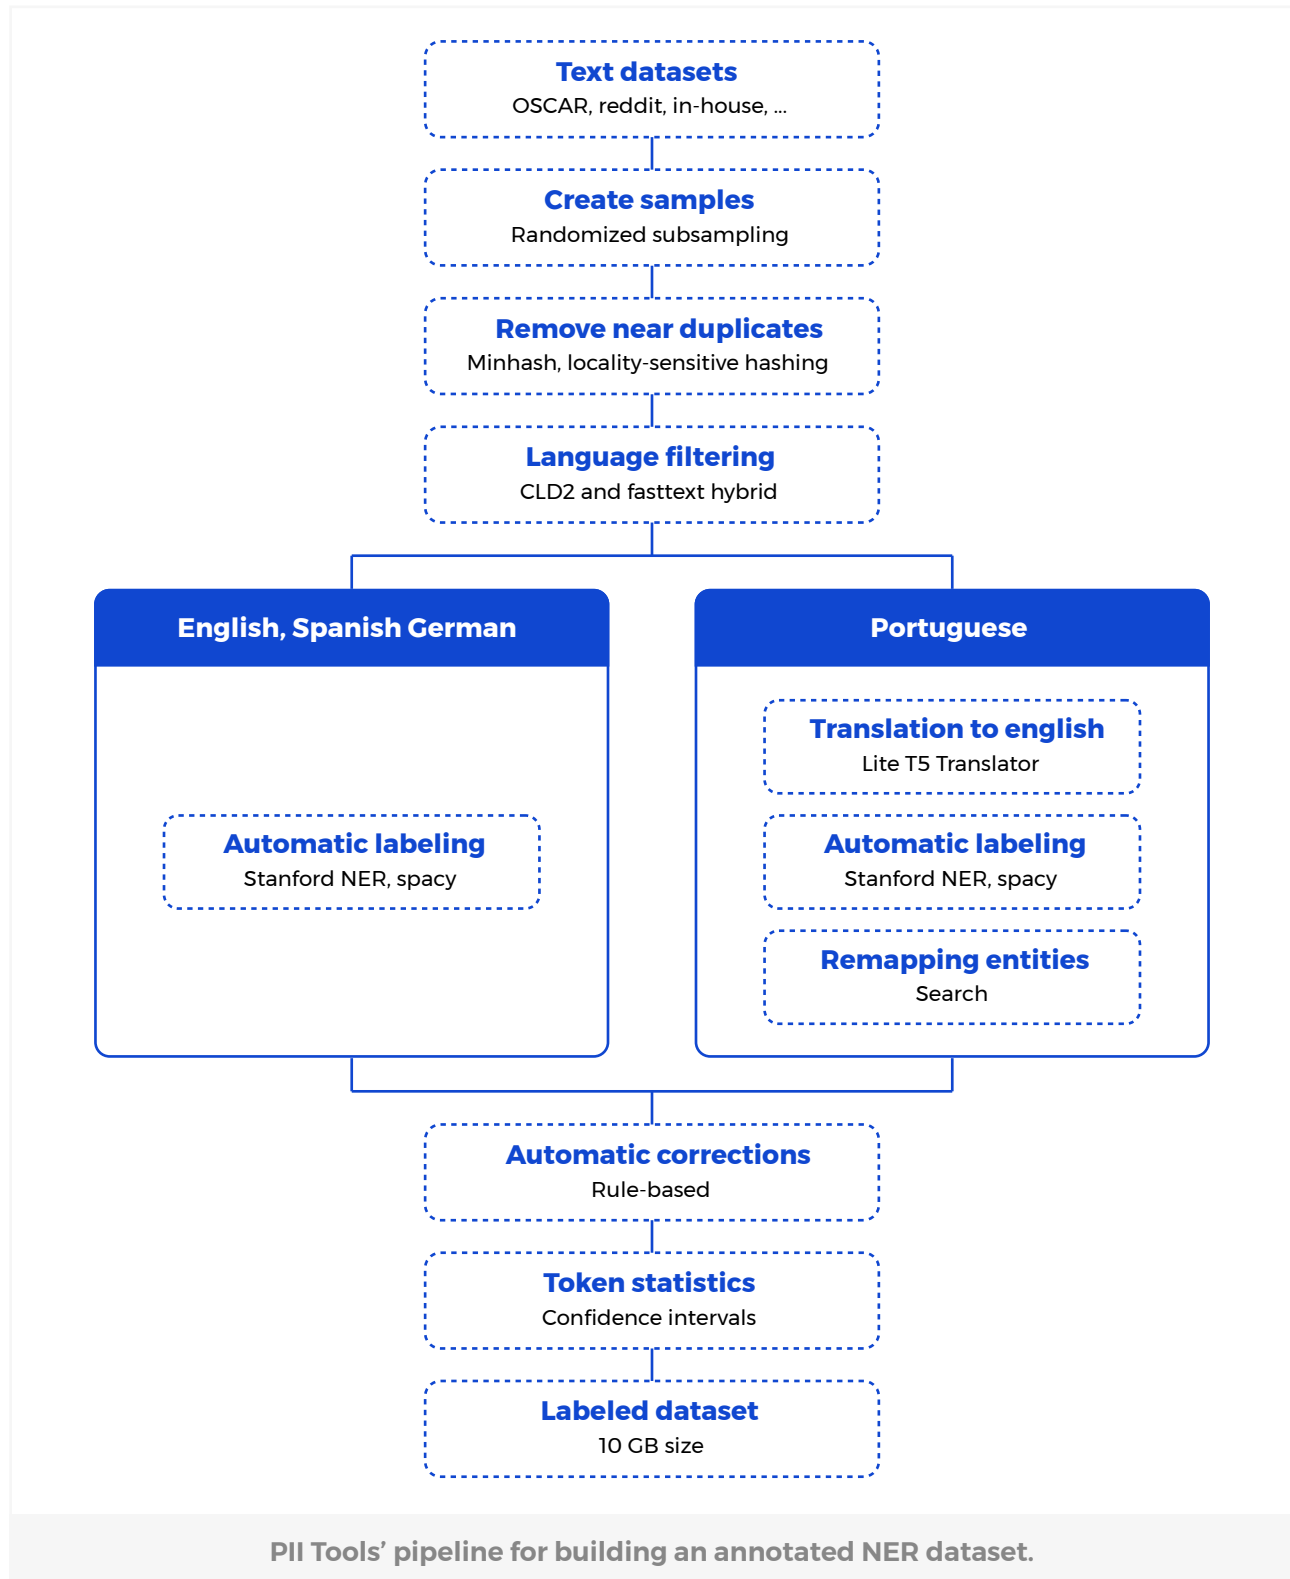 Text datasets
OSCAR, reddit, in-house, ...
Create samples
Randomized subsampling
Remove near duplicates
Minhash, locality-sensitive hashing
Language filtering
CLD2 and fasttext hybrid
English, Spanish German
Automatic labeling
Stanford NER, spacy
Portuguese
Translation to english
Lite T5 Translator
Automatic labeling
Stanford NER, spacy
Remapping entities
Search
Automatic corrections
Rule-based
Token statistics
Confidence intervals
Labeled dataset
10 GB size
PII Tools’ pipeline for building an annotated NER dataset.